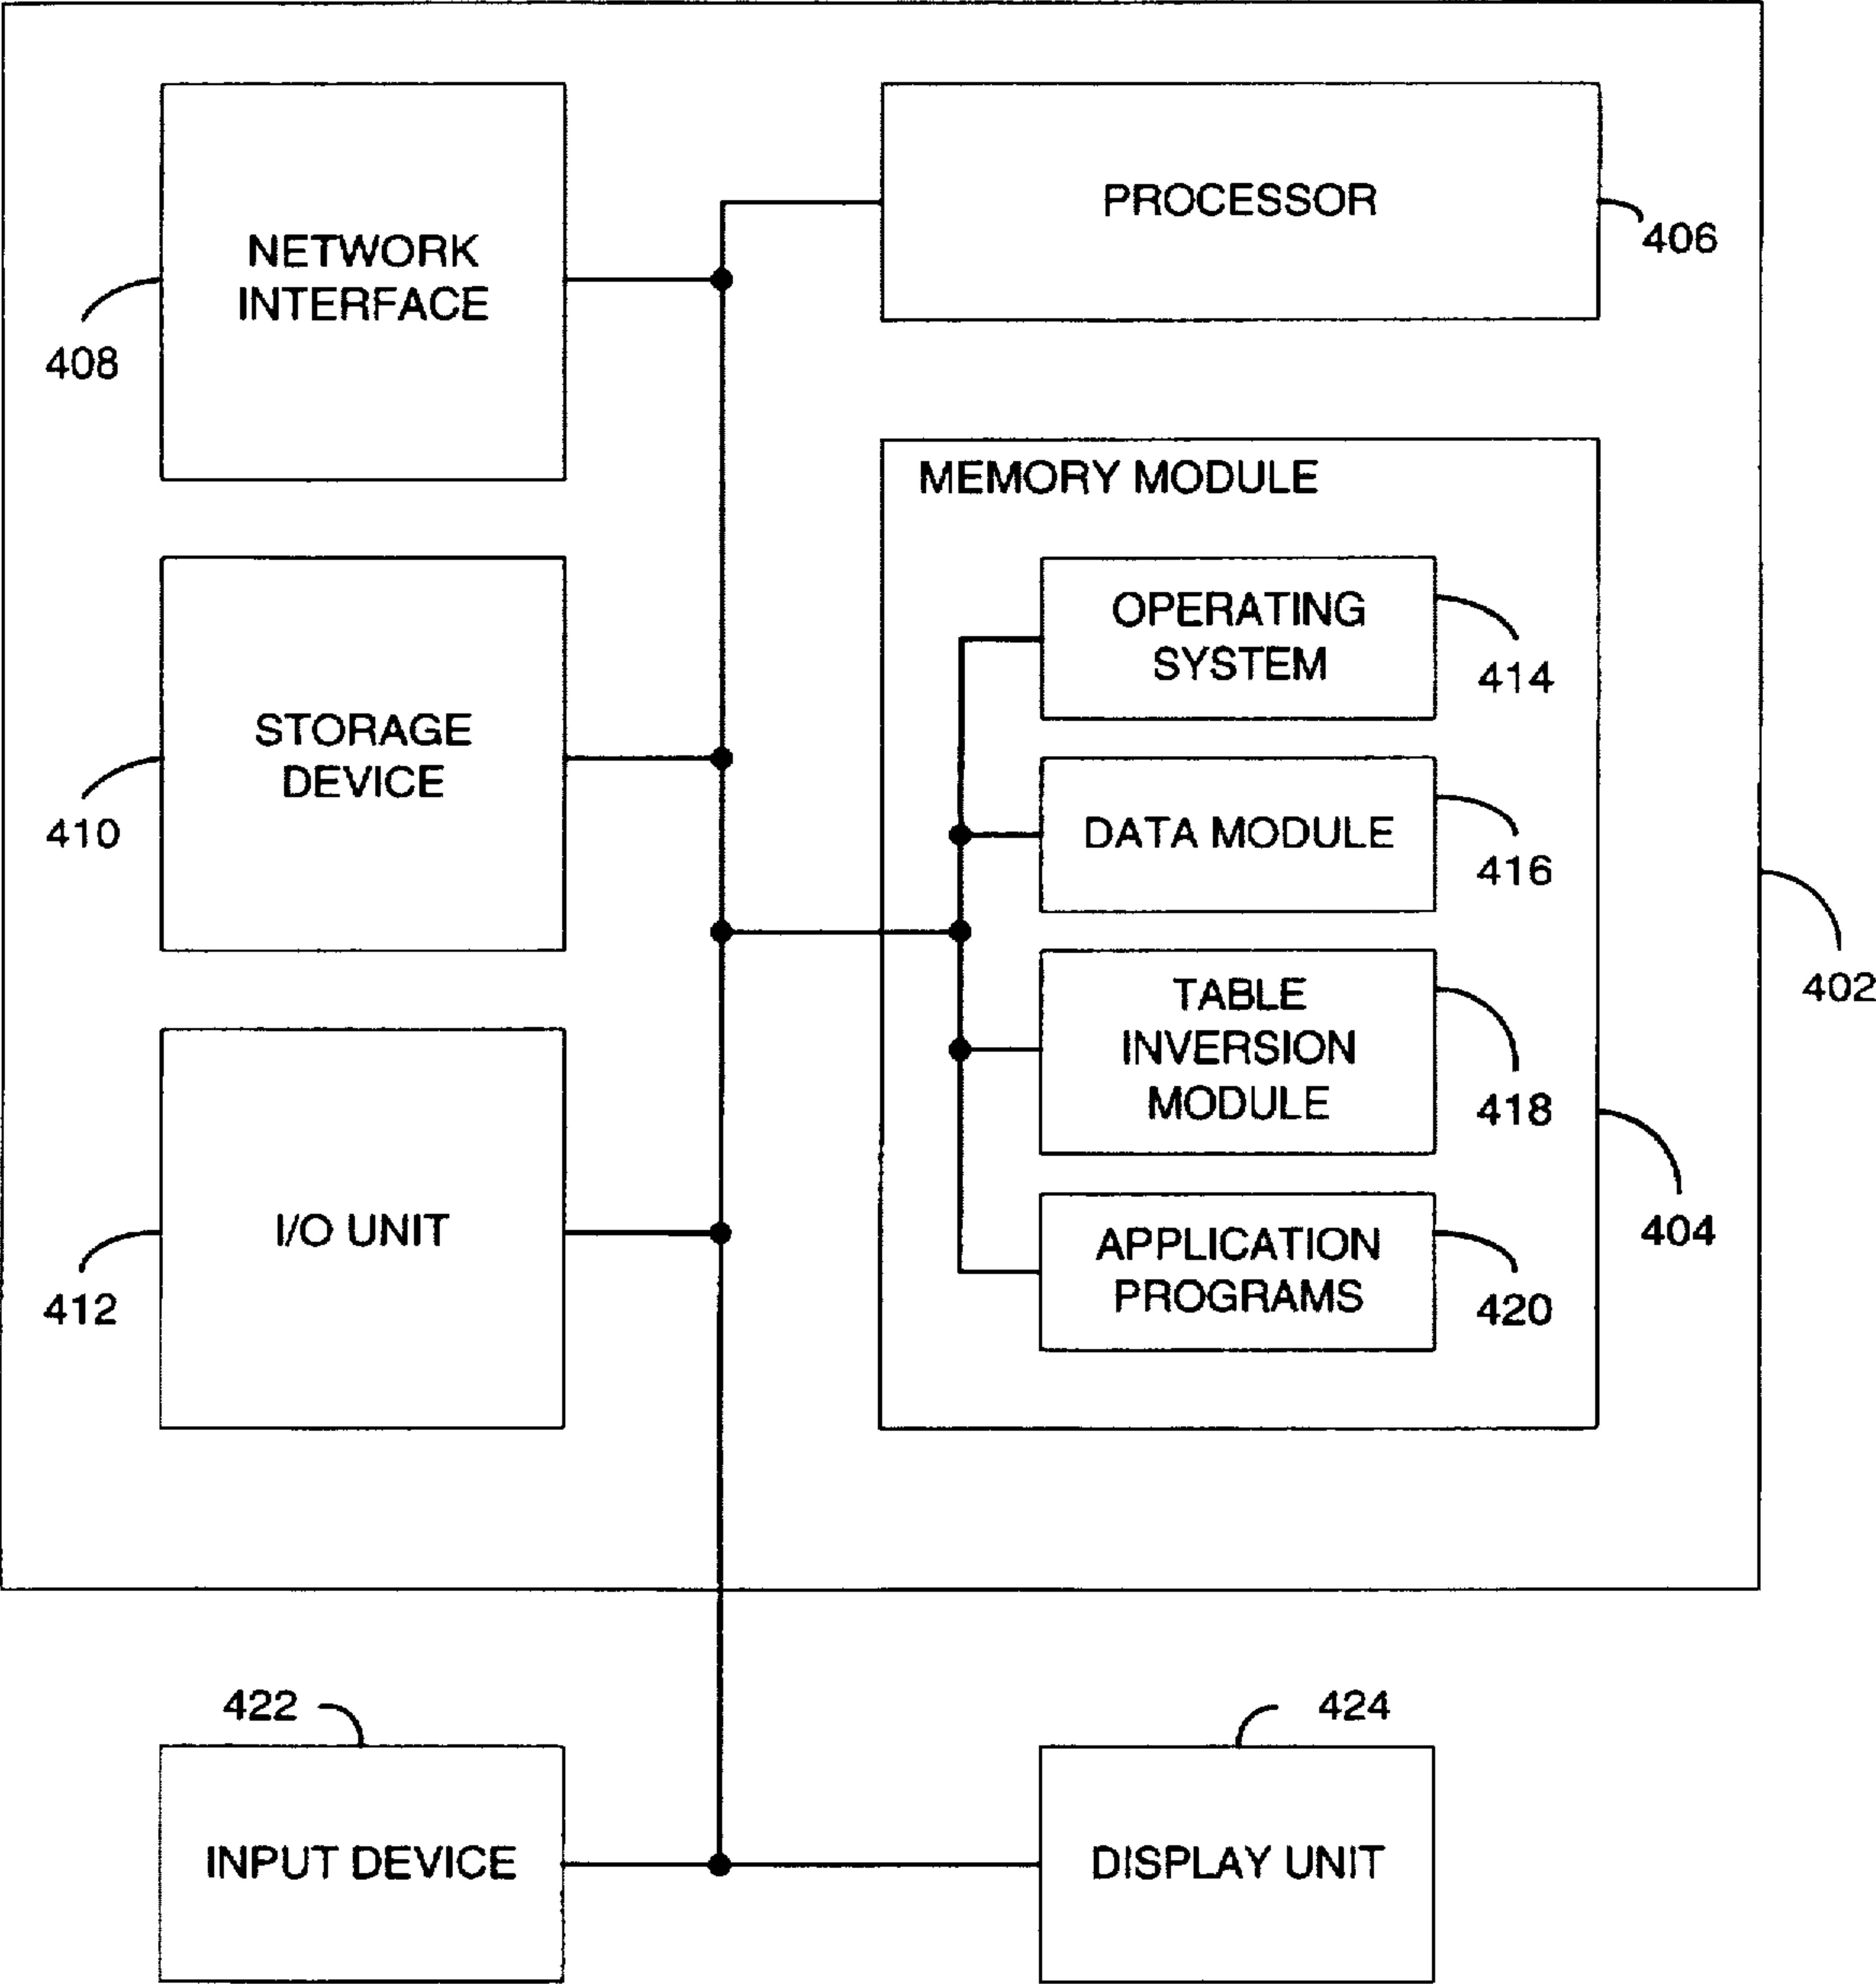 NETWORK
INTERFACE
408
PROCESSOR
406
MEMORY MODULE
OPERATING
SYSTEM
414
STORAGE
DEVICE
410
DATA MODULE
416
402
TABLE
INVERSION
MODULE
418
404
I/O UNIT
412
APPLICATION
PROGRAMS
420
422
INPUT DEVICE
424
DISPLAY UNIT